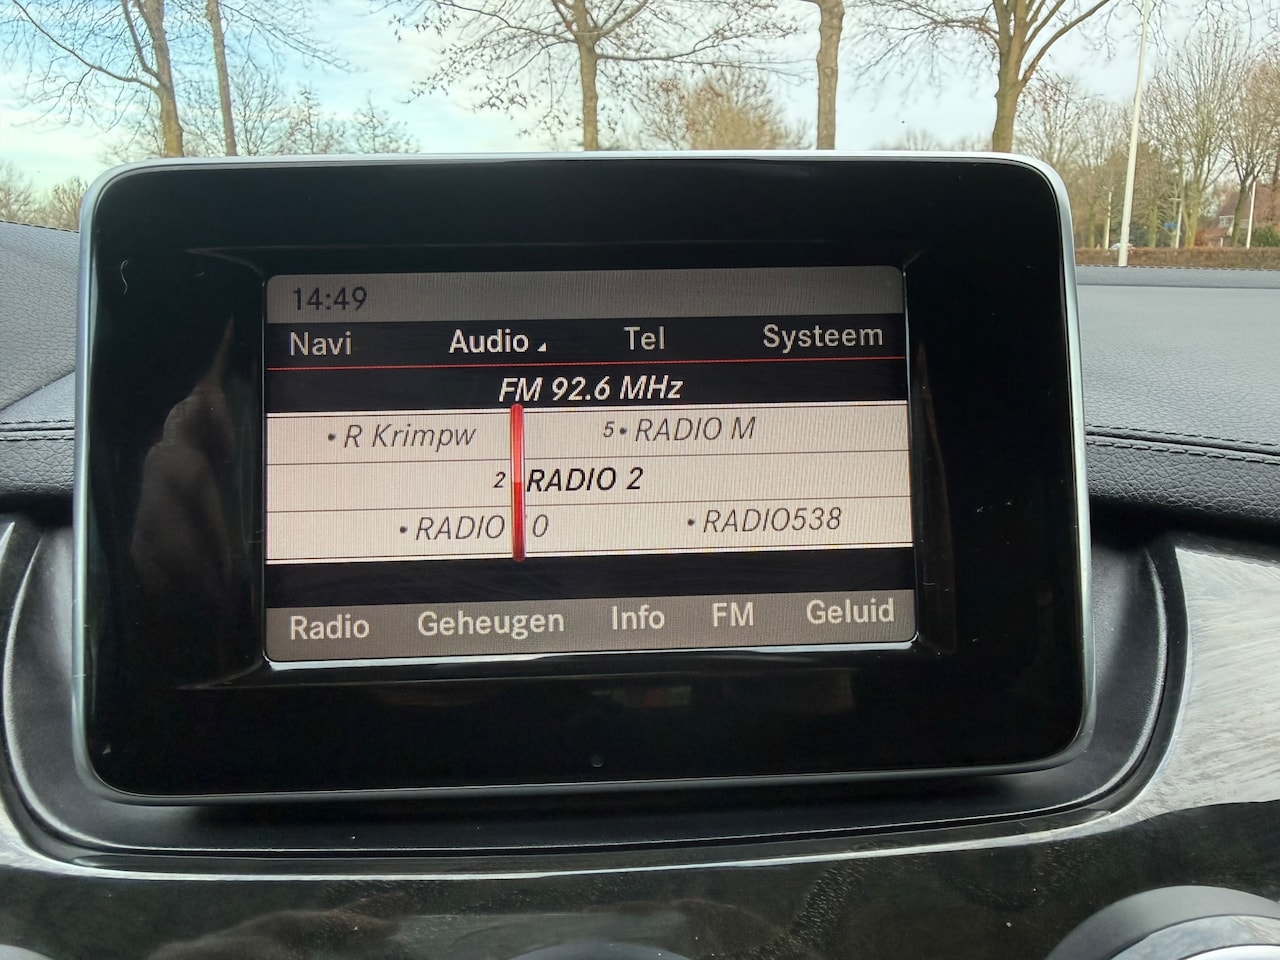 14:49
Navi Audio Tel Systeem
FM 92.6 MHz
• R Krimpw 5• RADIO M
2 RADIO 2
• RADIO 0 • RADIO538
Radio Geheugen Info FM Geluid